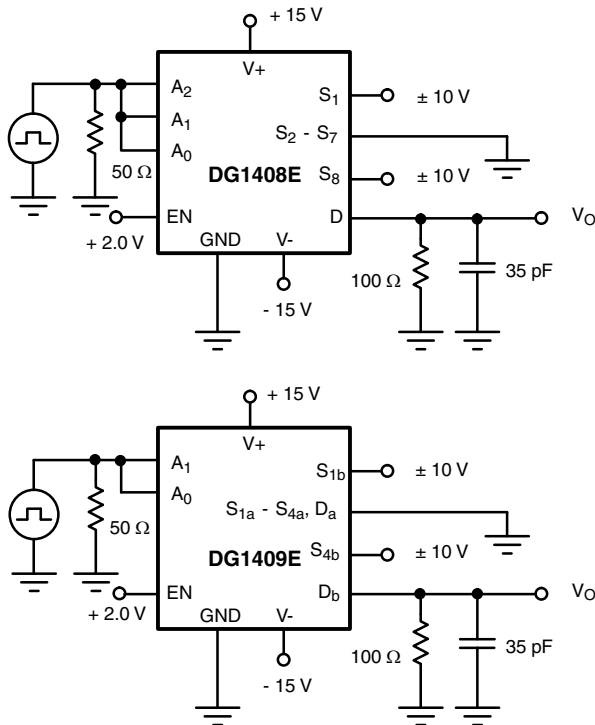 + 15 V
V+
A2
A1
A0
50 Ω
S1
± 10 V
S2 - S7
DG1408E
S8
± 10 V
EN
+ 2.0 V
D
VO
GND
V-
- 15 V
100 Ω
35 pF
+ 15 V
V+
A1
A0
50 Ω
S1b
± 10 V
S1a - S4a, Da
DG1409E
S4b
± 10 V
EN
+ 2.0 V
Db
VO
GND
V-
- 15 V
100 Ω
35 pF